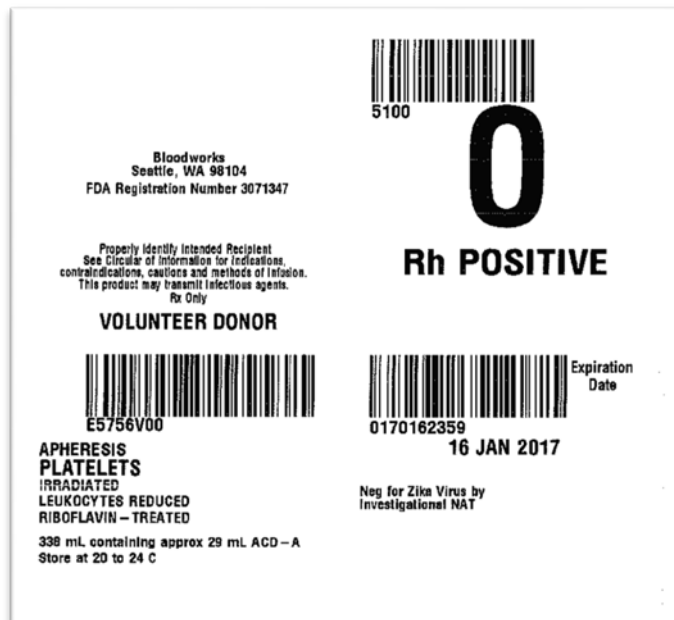 5100
O
Rh POSITIVE
Bloodworks
Seattle, WA 98104
FDA Registration Number 3071347
Properly Identify Intended Recipient
See Circular of Information for indications,
contraindications, cautions and methods of infusion.
This product may transmit infectious agents.
Rx Only
VOLUNTEER DONOR
E5756V00
APHERESIS
PLATELETS
IRRADIATED
LEUKOCYTES REDUCED
RIBOFLAVIN-TREATED
338 mL containing approx 29 mL ACD-A
Store at 20 to 24 C
Expiration
Date
0170162359
16 JAN 2017
Neg for Zika Virus by
Investigational NAT